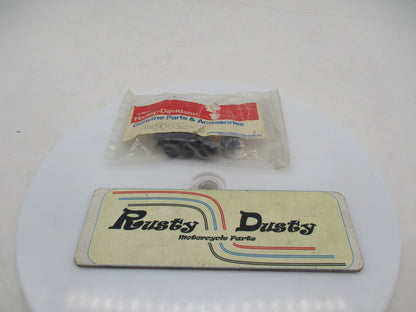 Harley-Davidson
Genuine Parts & Accessories
Rusty Dusty
Motorcycle Parts